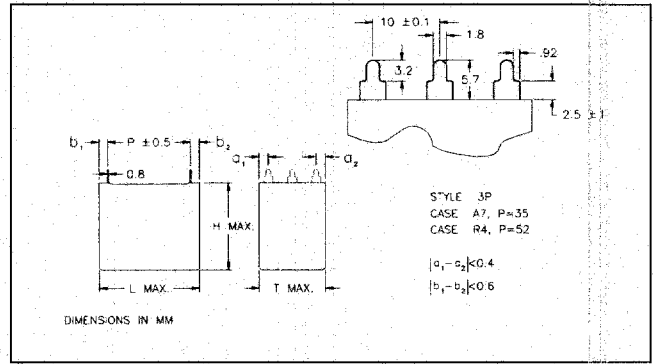 10 ±0.1
1.8
.92
3.2
5.7
2.5 ±1
b₁ P ±0.5 b₂
a₁ a₂
0.8
H MAX.
L MAX.
T MAX.
STYLE 3P
CASE A7, P=35
CASE R4, P=52
|a₁-a₂|<0.4
|b₁-b₂|<0.6
DIMENSIONS IN MM